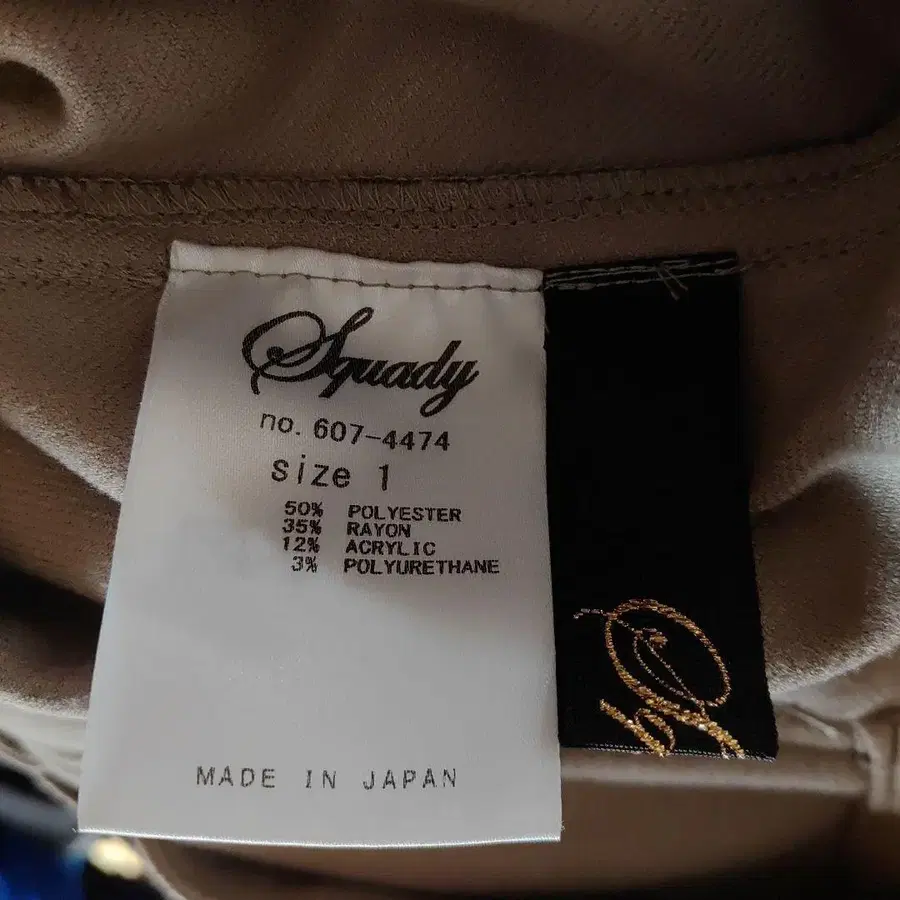 Squady
no. 607-4474
size 1
50% POLYESTER
35% RAYON
12% ACRYLIC
3% POLYURETHANE
MADE IN JAPAN